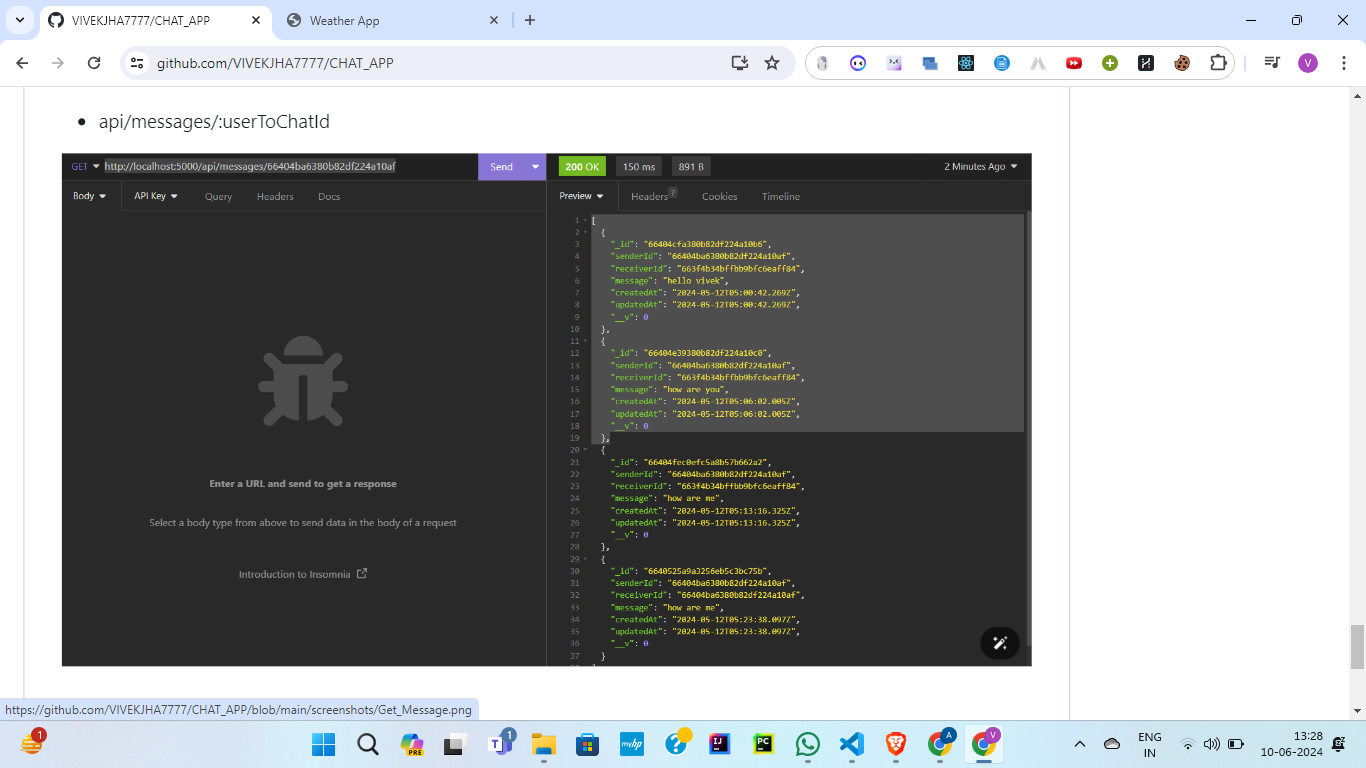 VIVEKJHA7777/CHAT_APP
Weather App
github.com/VIVEKJHA7777/CHAT_APP
V
api/messages/:userToChatId
GET http://localhost:5000/api/messages/66404ba6380b82df224a10af Send
200 OK 150 ms 891 B 2 Minutes Ago
Body API Key Query Headers Docs
Preview Headers 7 Cookies Timeline
Enter a URL and send to get a response
Select a body type from above to send data in the body of a request
Introduction to Insomnia
1 [
2 {
3 "_id": "66404cfa380b82df224a10b6",
4 "senderId": "66404ba6380b82df224a10af",
5 "receiverId": "663f4b34bffbb9bfc6eaff84",
6 "message": "hello vivek",
7 "createdAt": "2024-05-12T05:00:42.269Z",
8 "updatedAt": "2024-05-12T05:00:42.269Z",
9 "__v": 0
10 },
11 {
12 "_id": "66404e39380b82df224a10c0",
13 "senderId": "66404ba6380b82df224a10af",
14 "receiverId": "663f4b34bffbb9bfc6eaff84",
15 "message": "how are you",
16 "createdAt": "2024-05-12T05:06:02.005Z",
17 "updatedAt": "2024-05-12T05:06:02.005Z",
18 "__v": 0
19 },
20 {
21 "_id": "66404fec0efc5a8b57b662a2",
22 "senderId": "66404ba6380b82df224a10af",
23 "receiverId": "663f4b34bffbb9bfc6eaff84",
24 "message": "how are me",
25 "createdAt": "2024-05-12T05:13:16.325Z",
26 "updatedAt": "2024-05-12T05:13:16.325Z",
27 "__v": 0
28 },
29 {
30 "_id": "6640525a9a3256eb5c3bc75b",
31 "senderId": "66404ba6380b82df224a10af",
32 "receiverId": "66404ba6380b82df224a10af",
33 "message": "how are me",
34 "createdAt": "2024-05-12T05:23:38.097Z",
35 "updatedAt": "2024-05-12T05:23:38.097Z",
36 "__v": 0
37 }
https://github.com/VIVEKJHA7777/CHAT_APP/blob/main/screenshots/Get_Message.png
1
PRE
T 1
myhp
?
IJ
PC
A
V
ENG
IN
13:28
10-06-2024